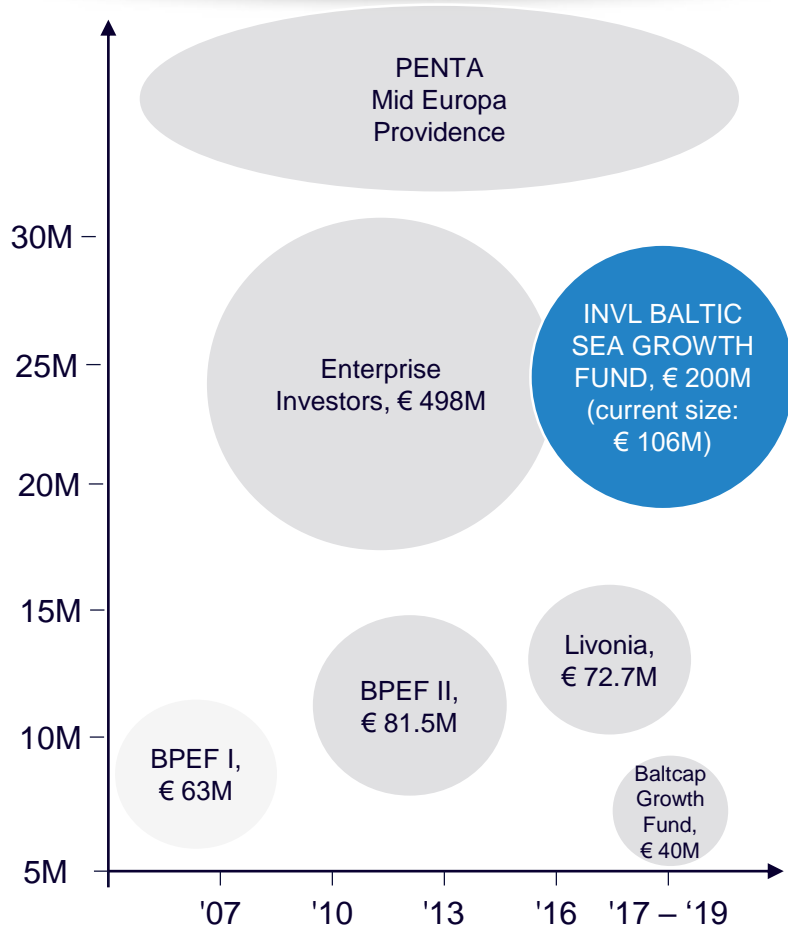 PENTA
Mid Europa
Providence
30M
25M
20M
15M
10M
5M
Enterprise
Investors, € 498M
INVL BALTIC
SEA GROWTH
FUND, € 200M
(current size:
€ 106M)
Livonia,
€ 72.7M
BPEF II,
€ 81.5M
BPEF I,
€ 63M
Baltcap
Growth
Fund,
€ 40M
'07
'10
'13
'16
'17 – ‘19